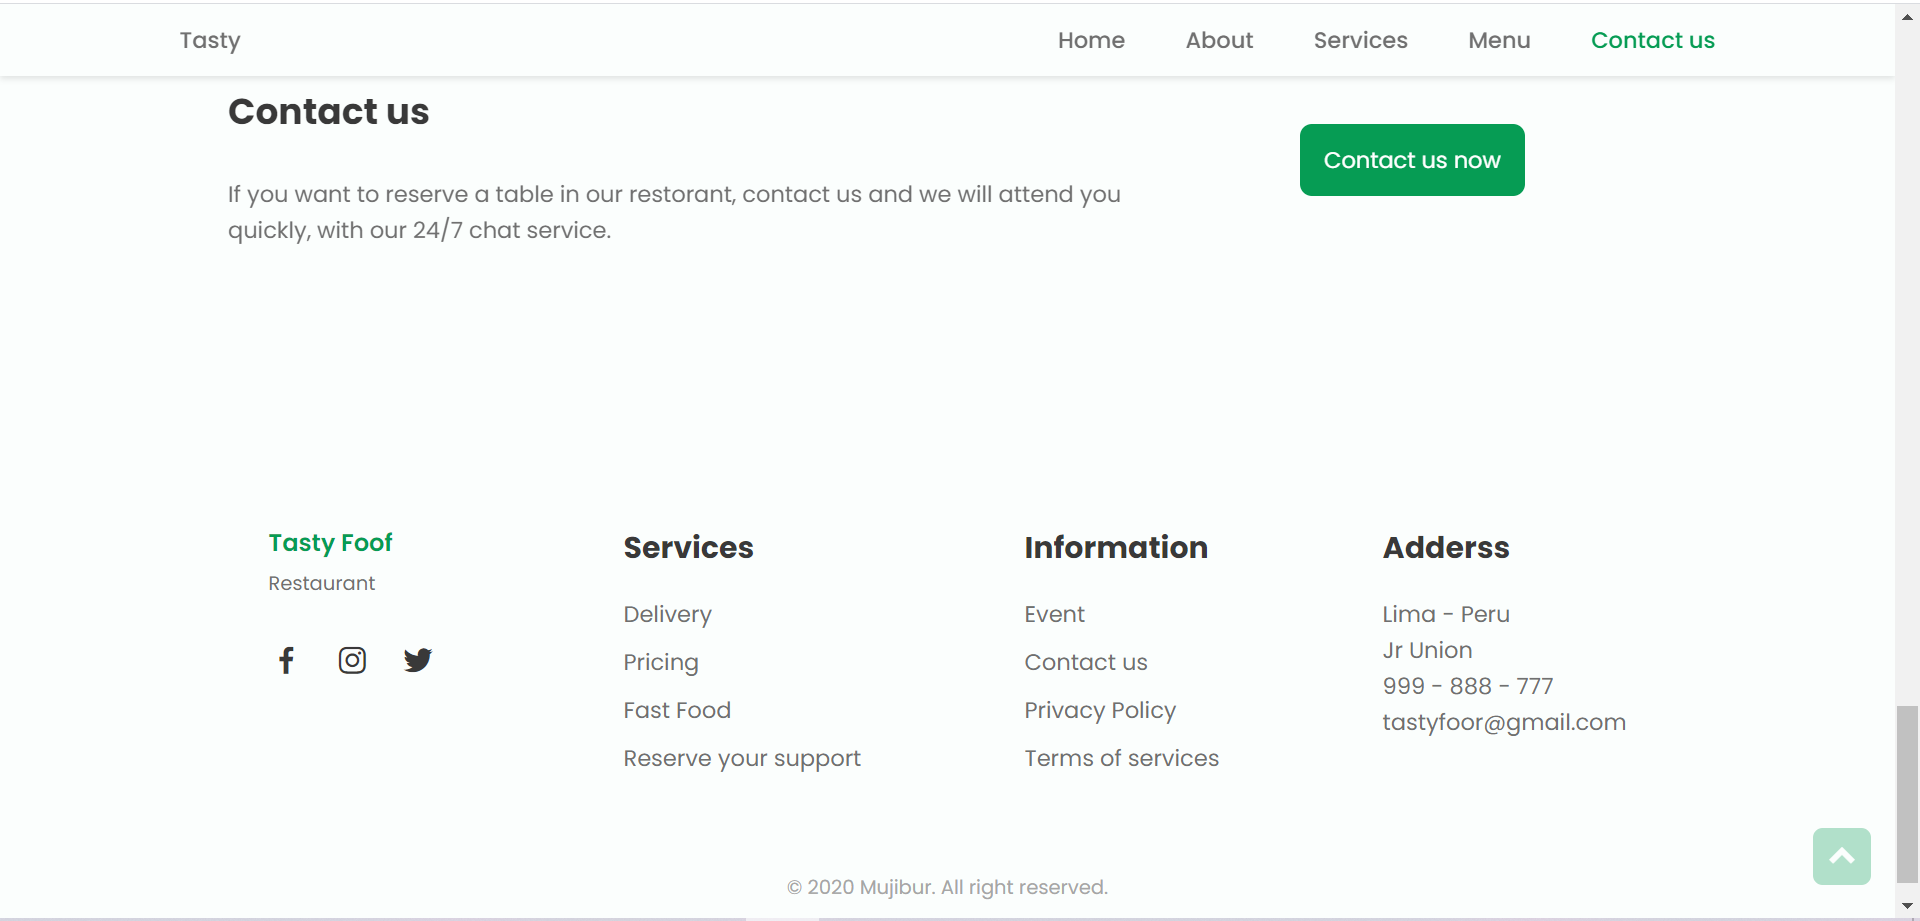 Tasty
Home
About
Services
Menu
Contact us
Contact us
If you want to reserve a table in our restorant, contact us and we will attend you
quickly, with our 24/7 chat service.
Contact us now
Tasty Foof
Restaurant
Services
Delivery
Pricing
Fast Food
Reserve your support
Information
Event
Contact us
Privacy Policy
Terms of services
Adderss
Lima - Peru
Jr Union
999 - 888 - 777
tastyfoor@gmail.com
© 2020 Mujibur. All right reserved.